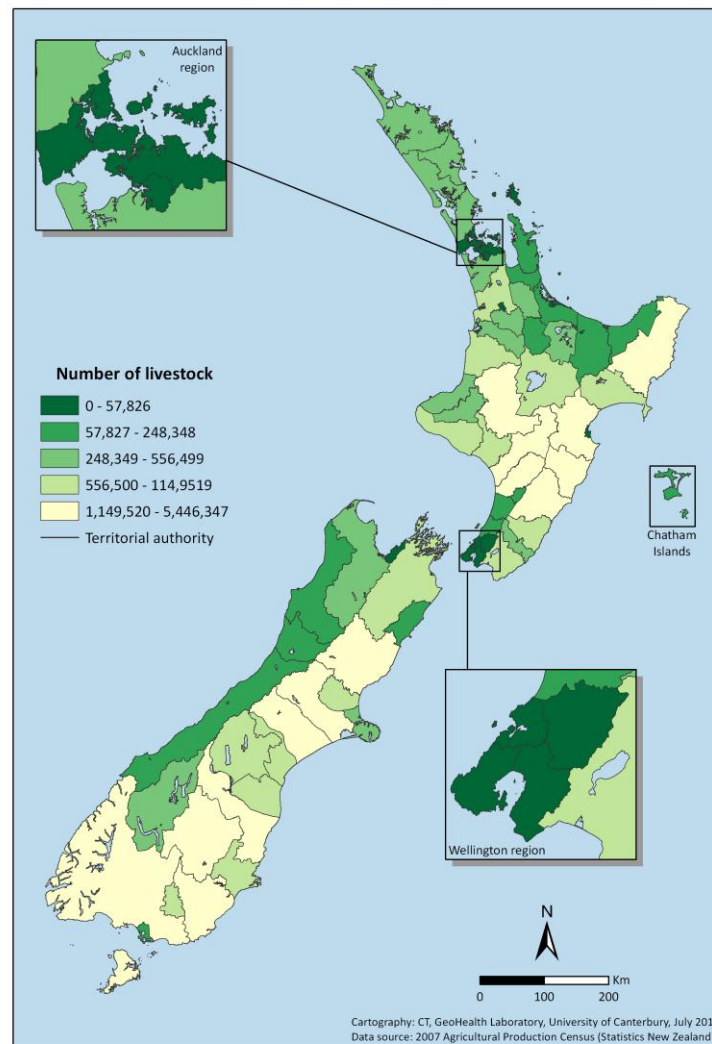 Auckland
region
Number of livestock
0 - 57,826
57,827 - 248,348
248,349 - 556,499
556,500 - 114,9519
1,149,520 - 5,446,347
Territorial authority
Chatham
Islands
Wellington region
N
Km
0 100 200
Cartography: CT, GeoHealth Laboratory, University of Canterbury, July 201
Data source: 2007 Agricultural Production Census (Statistics New Zealand